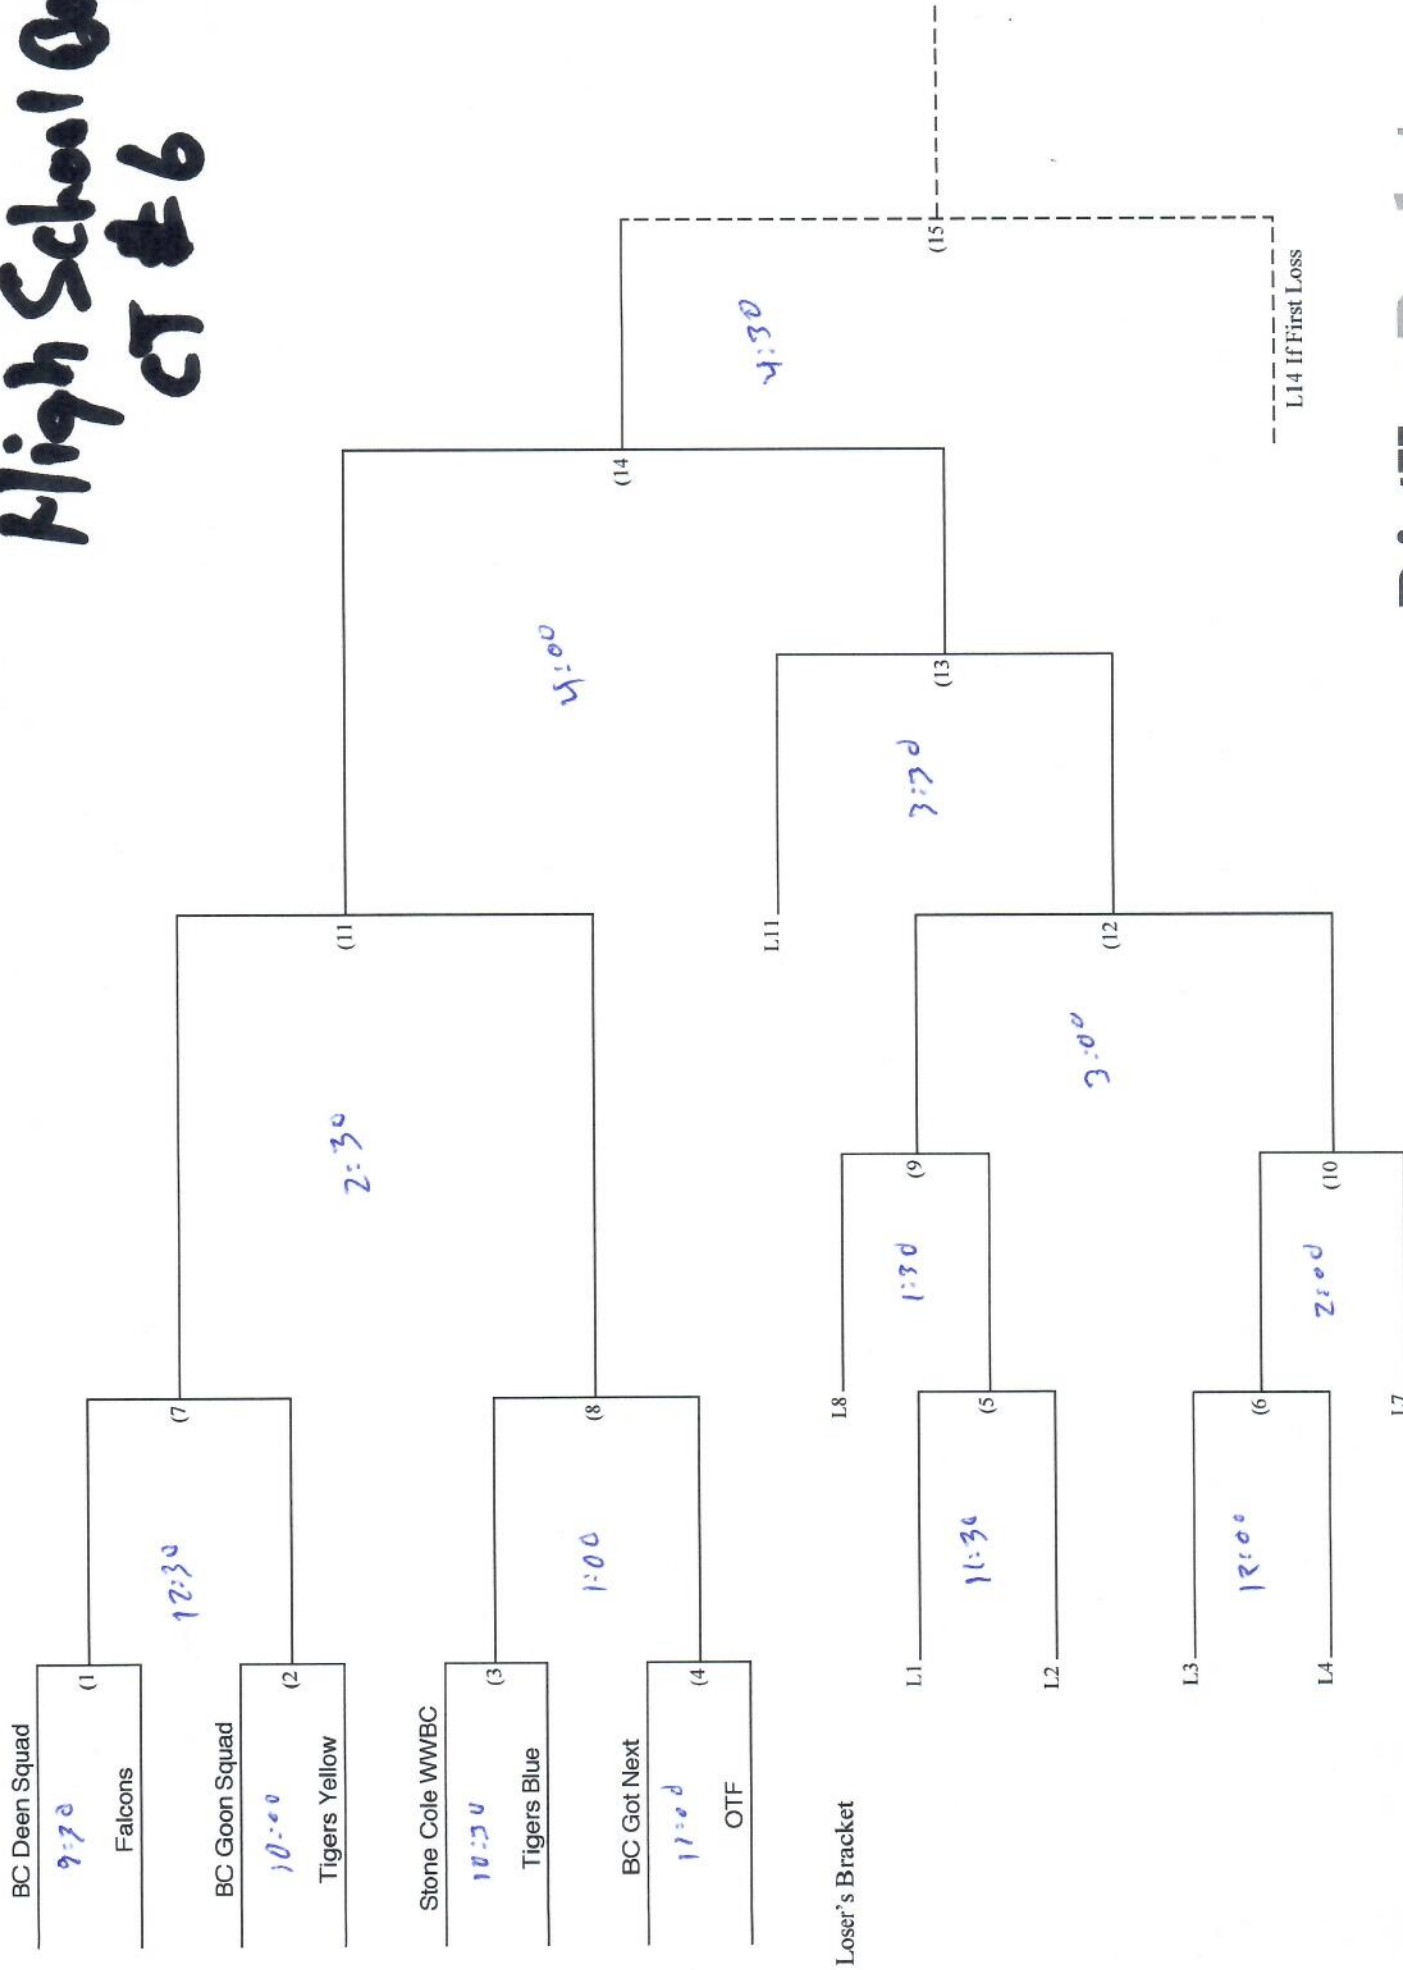 High School
CT # 6
BC Deen Squad
9:30
(1
Falcons
12:30
(7
BC Goon Squad
10:00
(2
Tigers Yellow
2:30
(11
Stone Cole WWBC
10:30
(3
Tigers Blue
1:00
(8
BC Got Next
11:00
(4
OTF
4:00
(14
4:30
(15
Loser's Bracket
L8
1:30
(9
L1
11:30
(5
L2
3:00
(12
L11
3:30
(13
L3
12:00
(6
L4
2:00
(10
L7
L14 If First Loss